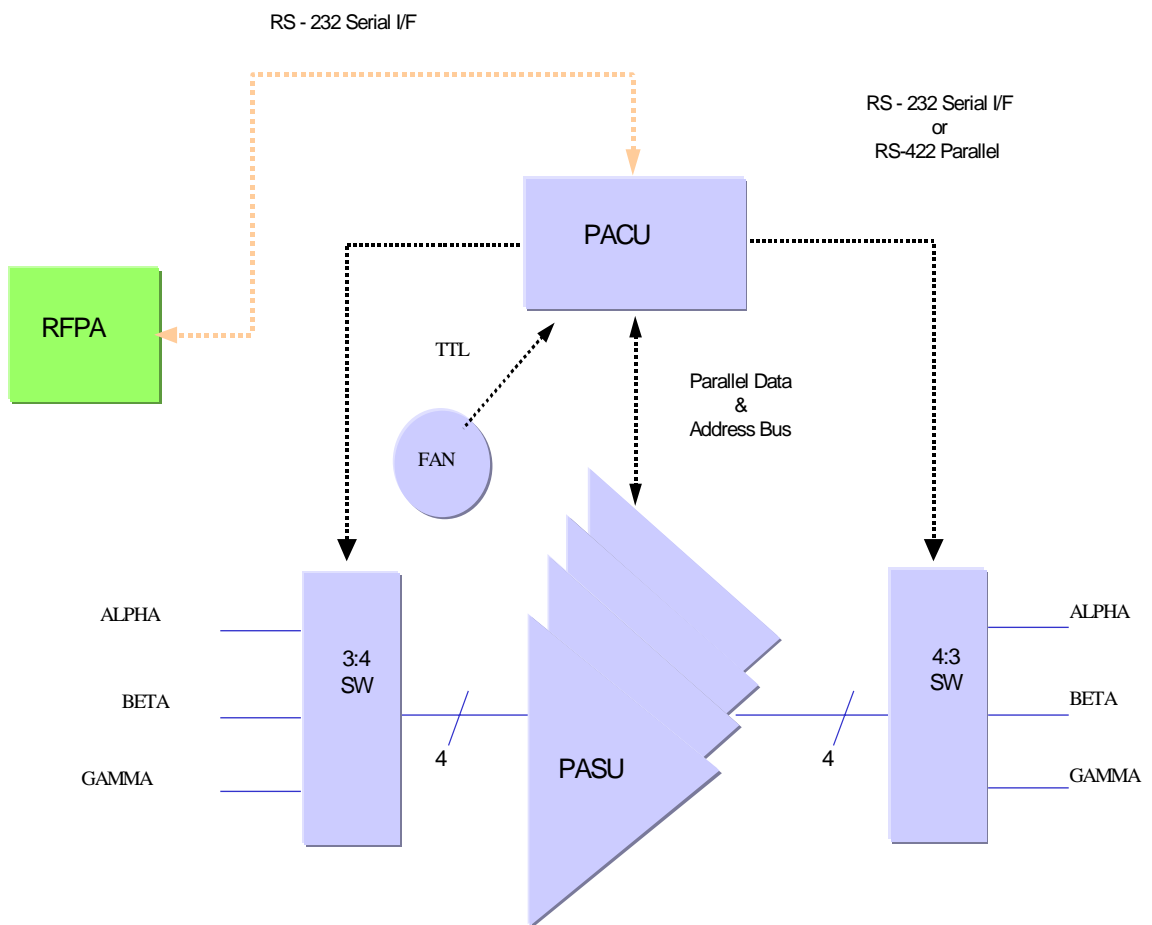 RS - 232 Serial I/F
RS - 232 Serial I/F
or
RS-422 Parallel
PACU
RFPA
TTL
Parallel Data
&
Address Bus
FAN
ALPHA
BETA
GAMMA
3:4
SW
4
PASU
4
4:3
SW
ALPHA
BETA
GAMMA